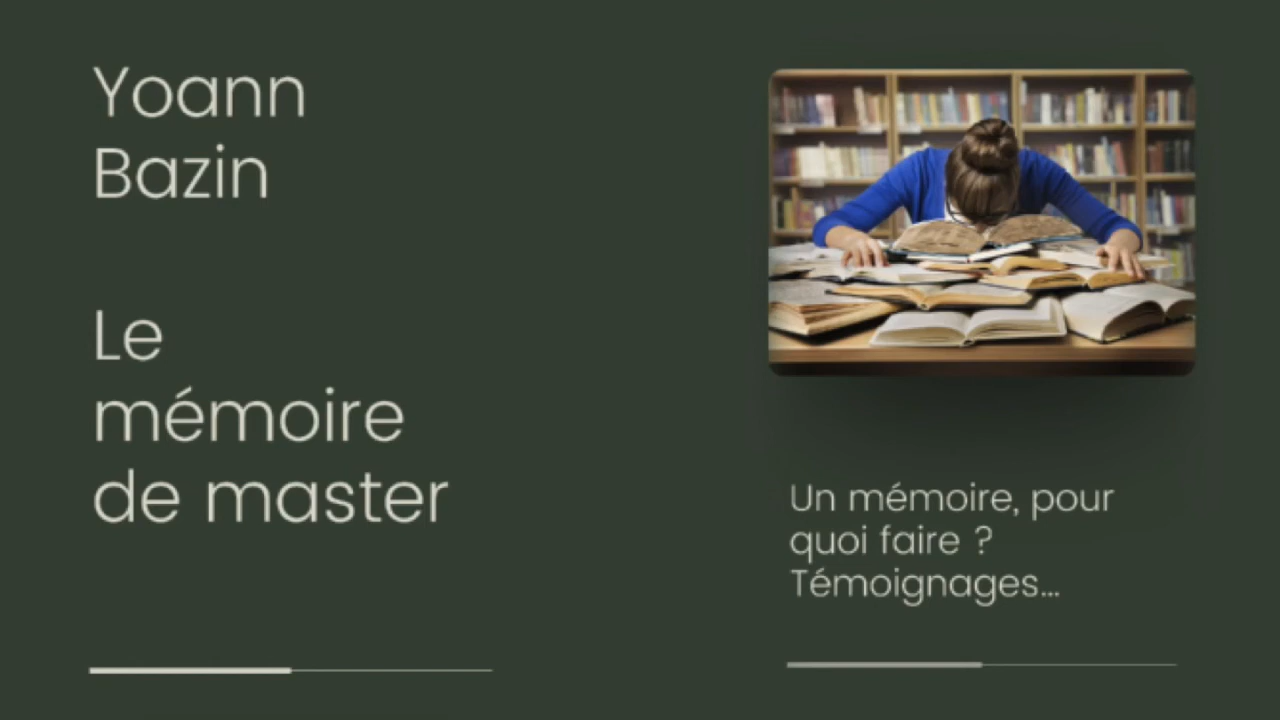 Yoann
Bazin
Le
mémoire
de master
Un mémoire, pour
quoi faire ?
Témoignages...